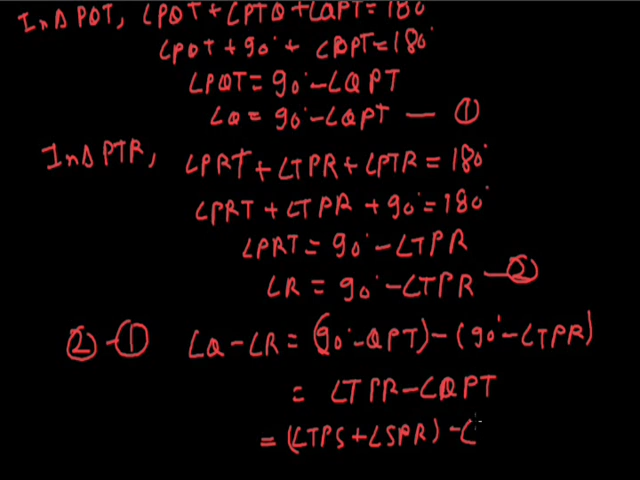 In Δ PQT, ∠PQT + ∠PTQ + ∠QPT = 180°
∠PQT + 90° + ∠QPT = 180°
∠PQT = 90° - ∠QPT
∠Q = 90° - ∠QPT — ①
In Δ PTR, ∠PRT + ∠TPR + ∠PTR = 180°
∠PRT + ∠TPR + 90° = 180°
∠PRT = 90° - ∠TPR
∠R = 90° - ∠TPR — ②
② - ① ∠Q - ∠R = (90° - QPT) - (90° - ∠TPR)
= ∠TPR - ∠QPT
= (∠TPS + ∠SPR) - ∠